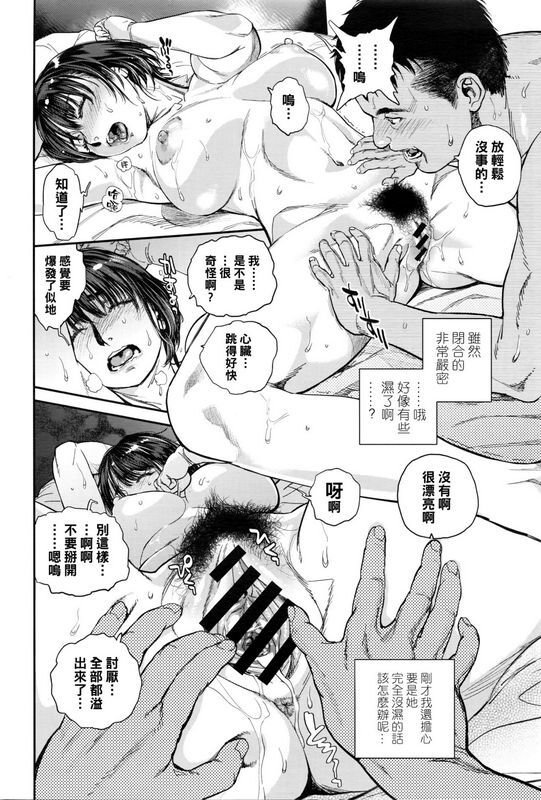 ……嗚
嗚…
放輕鬆
沒事的…
哈
哈哈
知道了…
雖然
閉合的
非常嚴密
……哦
好像有些
濕了啊
……？
我……
是不是
…很
奇怪啊？
心臟…
跳得好快
感覺要
爆發了似地
沒有啊
很漂亮啊
呀啊
別這樣…
…啊啊
不要掰開
……嗯嗚
剛才我還擔心
要是她
完全沒濕的話
該怎麼辦呢…
討厭…
全部都溢
出來了…